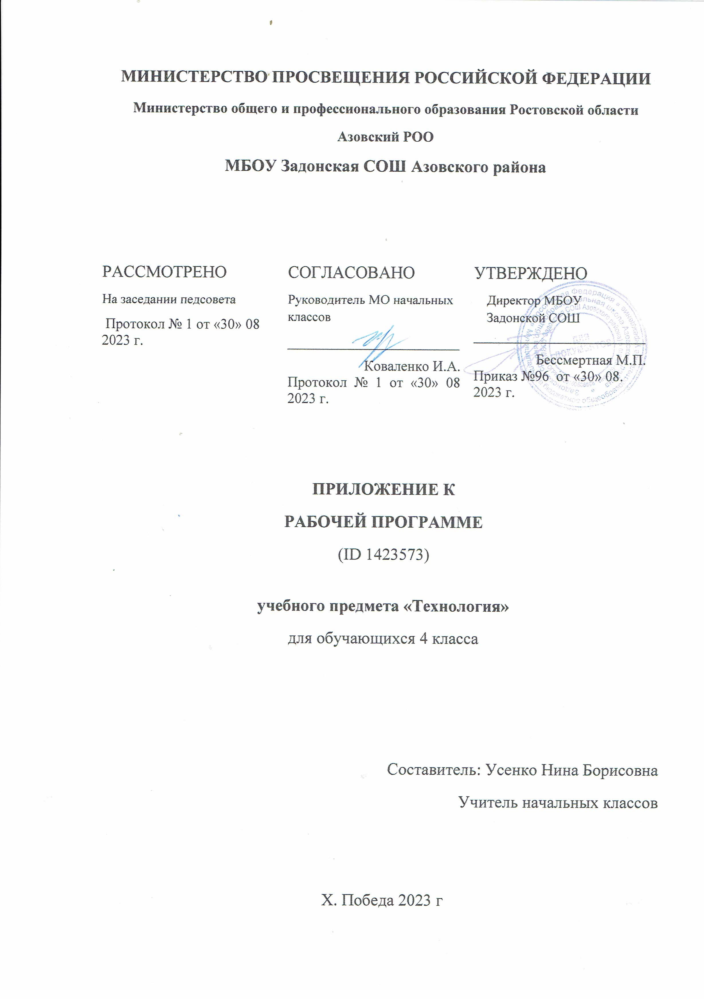 МИНИСТЕРСТВО ПРОСВЕЩЕНИЯ РОССИЙСКОЙ ФЕДЕРАЦИИ
Министерство общего и профессионального образования Ростовской области
Азовский РОО
МБОУ Задонская СОШ Азовского района
РАССМОТРЕНО
На заседании педсовета
Протокол № 1 от «30» 08
2023 г.
СОГЛАСОВАНО
Руководитель МО начальных
классов
Коваленко И.А.
Протокол № 1 от «30» 08
2023 г.
УТВЕРЖДЕНО
Директор МБОУ
Задонской СОШ
Бессмертная М.П.
Приказ №96 от «30» 08.
2023 г.
ДЛЯ
ДОКУМЕНТОВ
ПРИЛОЖЕНИЕ К
РАБОЧЕЙ ПРОГРАММЕ
(ID 1423573)
учебного предмета «Технология»
для обучающихся 4 класса
Составитель: Усенко Нина Борисовна
Учитель начальных классов
Х. Победа 2023 г